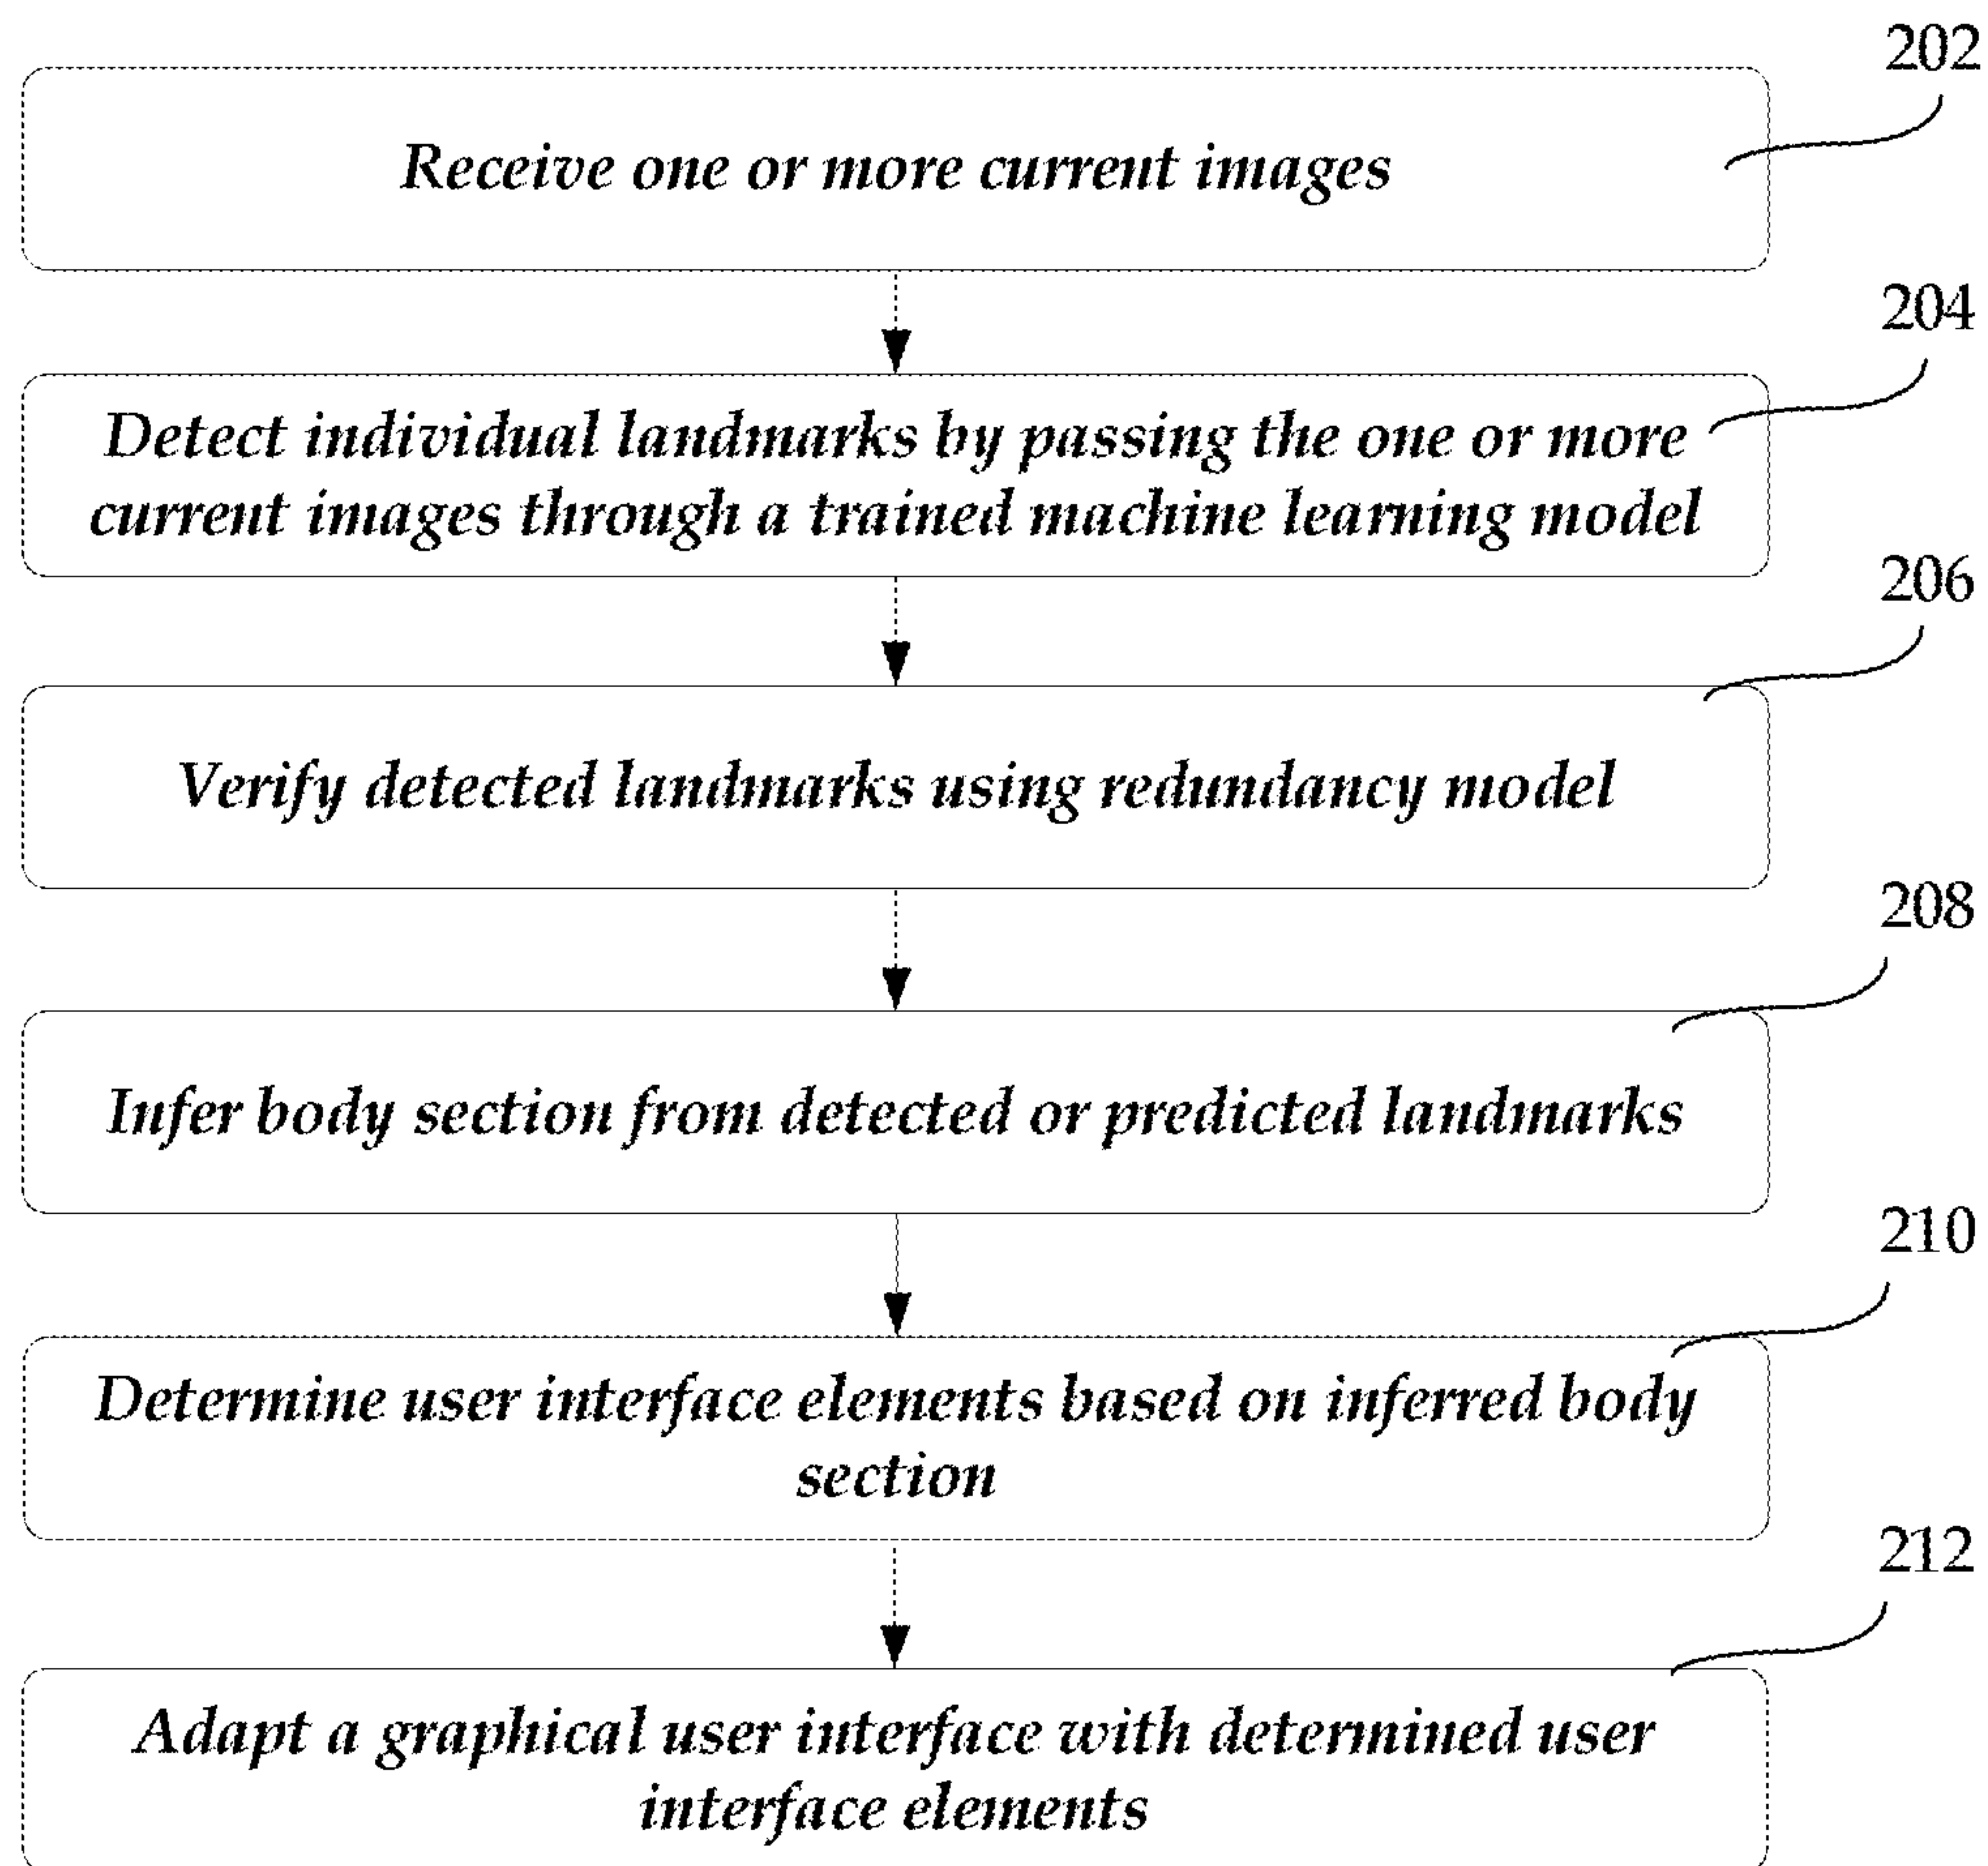 202
Receive one or more current images
204
Detect individual landmarks by passing the one or more
current images through a trained machine learning model
206
Verify detected landmarks using redundancy model
208
Infer body section from detected or predicted landmarks
210
Determine user interface elements based on inferred body
section
212
Adapt a graphical user interface with determined user
interface elements